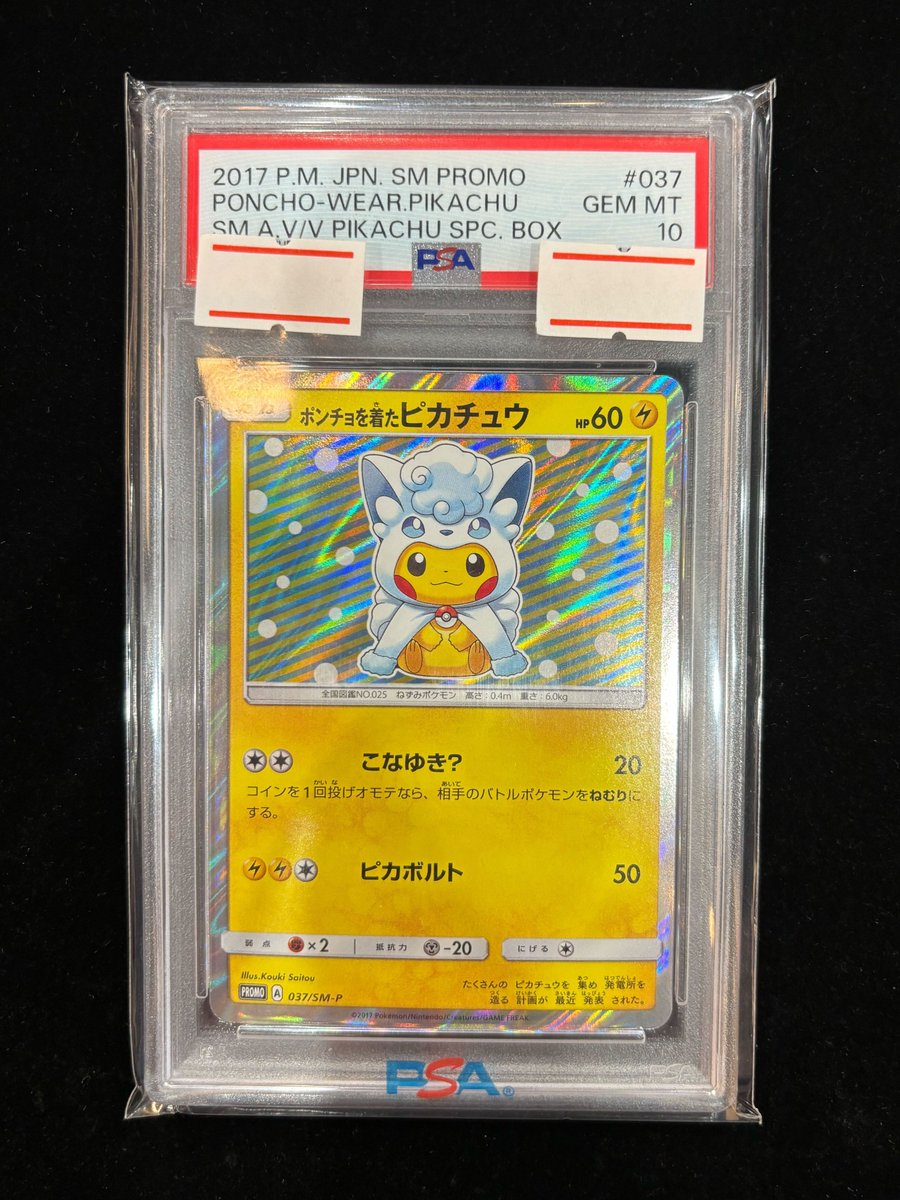 2017 P.M. JPN. SM PROMO #037
PONCHO-WEAR.PIKACHU GEM MT
SM A.V/V PIKACHU SPC. BOX 10
PSA
ポンチョを着たピカチュウ HP60
全国図鑑NO.025 ねずみポケモン 高さ:0.4m 重さ:6.0kg
こなゆき? 20
コインを1回投げオモテなら、相手のバトルポケモンをねむりに
する。
ピカボルト 50
弱点 ×2 抵抗力 -20 にげる
Illus.Kouki Saitou
PROMO A 037/SM-P
たくさんの ピカチュウを 集め 発電所を
造る 計画が 最近 発表 された。
©2017 Pokémon/Nintendo/Creatures/GAME FREAK
PSA